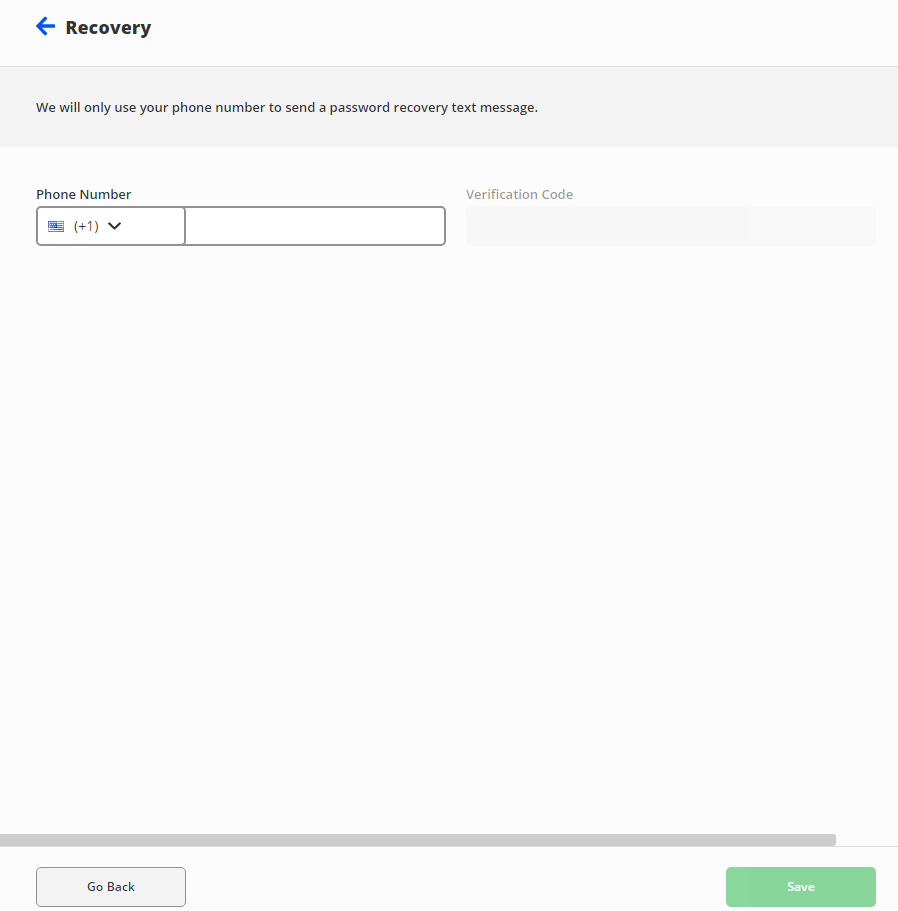 Recovery
We will only use your phone number to send a password recovery text message.
Phone Number
Verification Code
(+1)
Go Back
Save